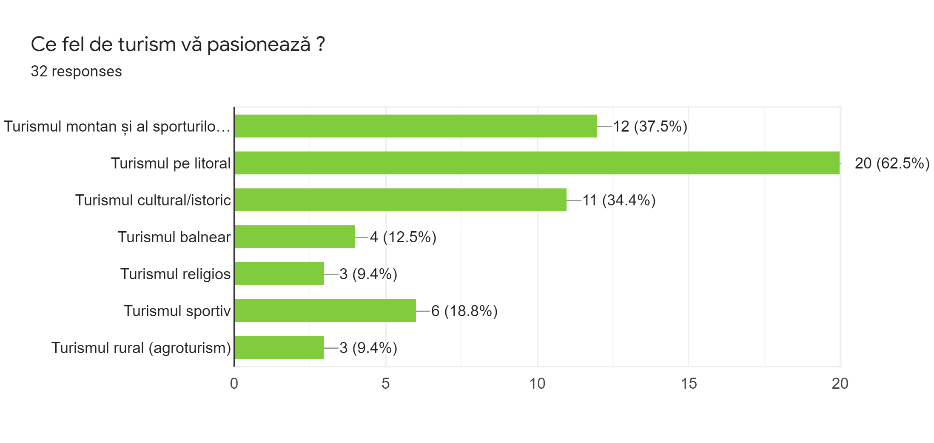 Ce fel de turism vă pasionează ?
32 responses
Turismul montan și al sporturilo…
12 (37.5%)
Turismul pe litoral
20 (62.5%)
Turismul cultural/istoric
11 (34.4%)
Turismul balnear
4 (12.5%)
Turismul religios
3 (9.4%)
Turismul sportiv
6 (18.8%)
Turismul rural (agroturism)
3 (9.4%)
0 5 10 15 20